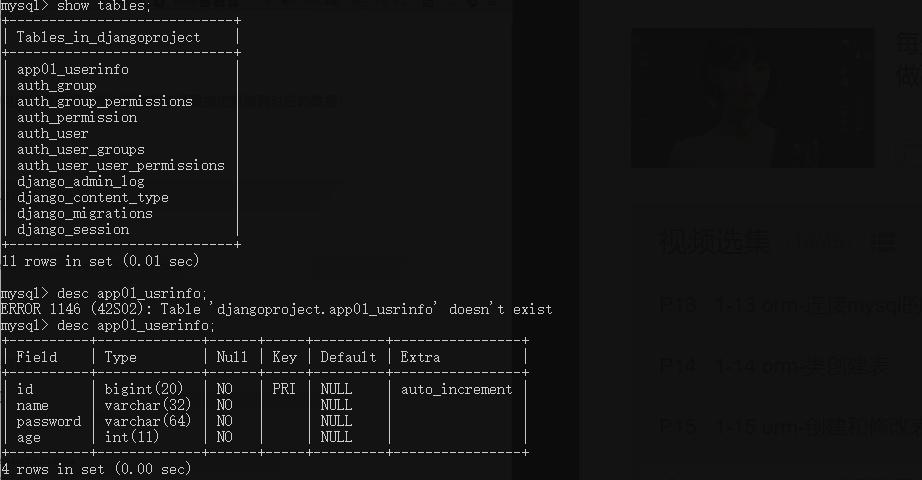 mysql> show tables;
+---------------------------+
| Tables_in_djangoproject |
+---------------------------+
| app01_userinfo |
| auth_group |
| auth_group_permissions |
| auth_permission |
| auth_user |
| auth_user_groups |
| auth_user_user_permissions |
| django_admin_log |
| django_content_type |
| django_migrations |
| django_session |
+---------------------------+
11 rows in set (0.01 sec)
mysql> desc app01_usrinfo;
ERROR 1146 (42S02): Table 'djangoproject.app01_usrinfo' doesn't exist
mysql> desc app01_userinfo;
+----------+-------------+------+-----+---------+----------------+
| Field | Type | Null | Key | Default | Extra |
+----------+-------------+------+-----+---------+----------------+
| id | bigint(20) | NO | PRI | NULL | auto_increment |
| name | varchar(32) | NO | | NULL | |
| password | varchar(64) | NO | | NULL | |
| age | int(11) | NO | | NULL | |
+----------+-------------+------+-----+---------+----------------+
4 rows in set (0.00 sec)
每
做
视频选集
P13 1-13 orm-连接mysql
P14 1-14 orm-类创建表
P15 1-15 orm-创建和修改